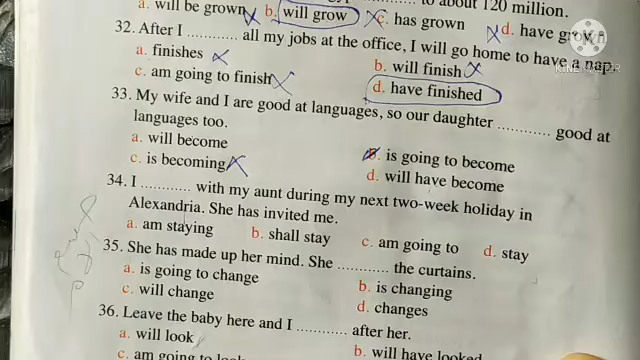 to about 120 million.
a. will be grown b. will grow c. has grown d. have grown
32. After I ............ all my jobs at the office, I will go home to have a nap.
a. finishes b. will finish
c. am going to finish d. have finished
33. My wife and I are good at languages, so our daughter ............ good at
languages too.
a. will become b. is going to become
c. is becoming d. will have become
34. I ............ with my aunt during my next two-week holiday in
Alexandria. She has invited me.
a. am staying b. shall stay c. am going to d. stay
35. She has made up her mind. She ............ the curtains.
a. is going to change b. is changing
c. will change d. changes
36. Leave the baby here and I ............ after her.
a. will look b. will have looked
c. am going to look
KINEMASTER